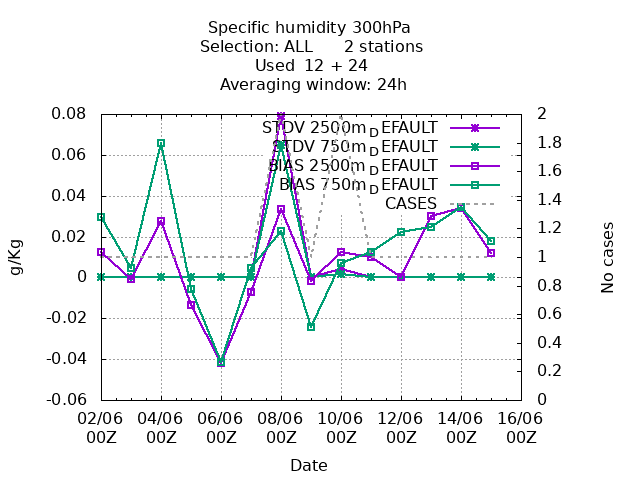 Specific humidity 300hPa
Selection: ALL 2 stations
Used 12 + 24
Averaging window: 24h
STDV 2500m_DEFAULT
STDV 750m_DEFAULT
BIAS 2500m_DEFAULT
BIAS 750m_DEFAULT
CASES
g/Kg
0.08
0.06
0.04
0.02
0
-0.02
-0.04
-0.06
2
1.8
1.6
1.4
1.2
1
0.8
0.6
0.4
0.2
0
No cases
02/06 04/06 06/06 08/06 10/06 12/06 14/06 16/06
00Z 00Z 00Z 00Z 00Z 00Z 00Z 00Z
Date